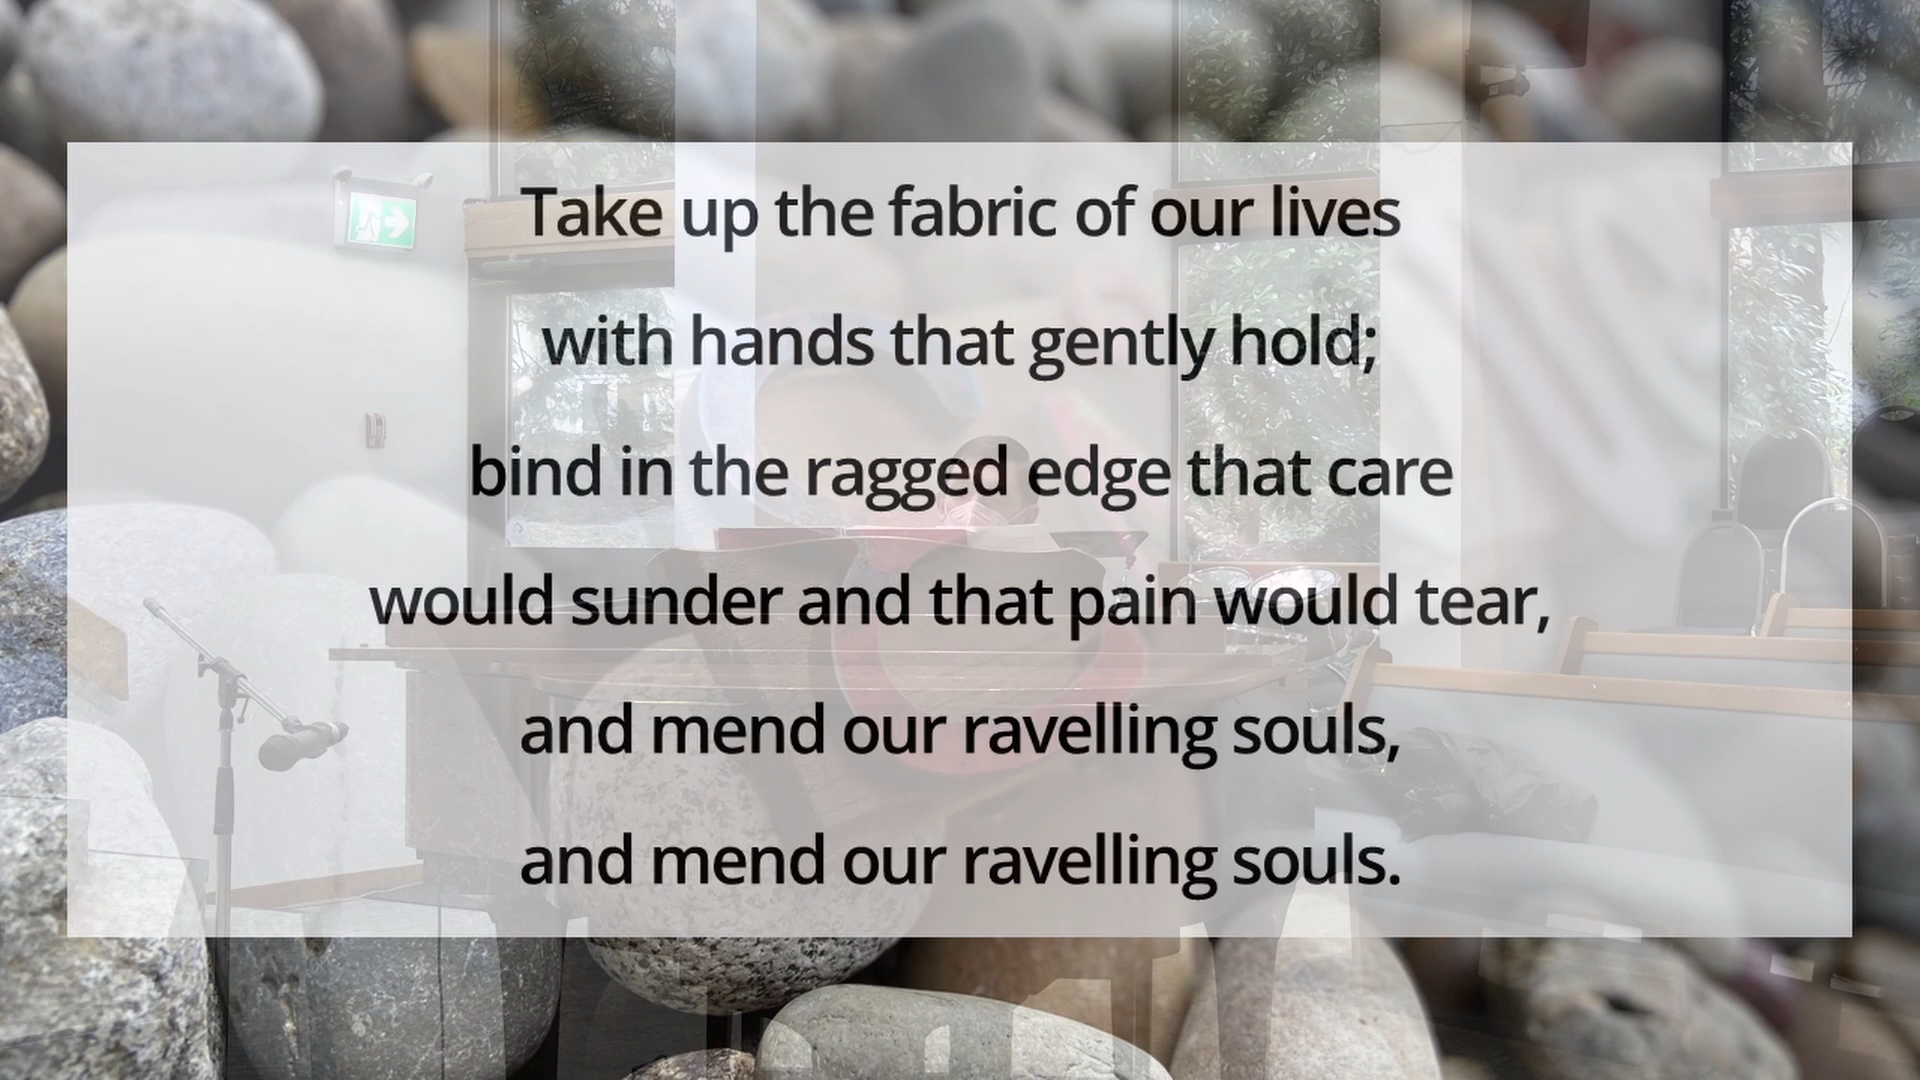 Take up the fabric of our lives
with hands that gently hold;
bind in the ragged edge that care
would sunder and that pain would tear,
and mend our ravelling souls,
and mend our ravelling souls.